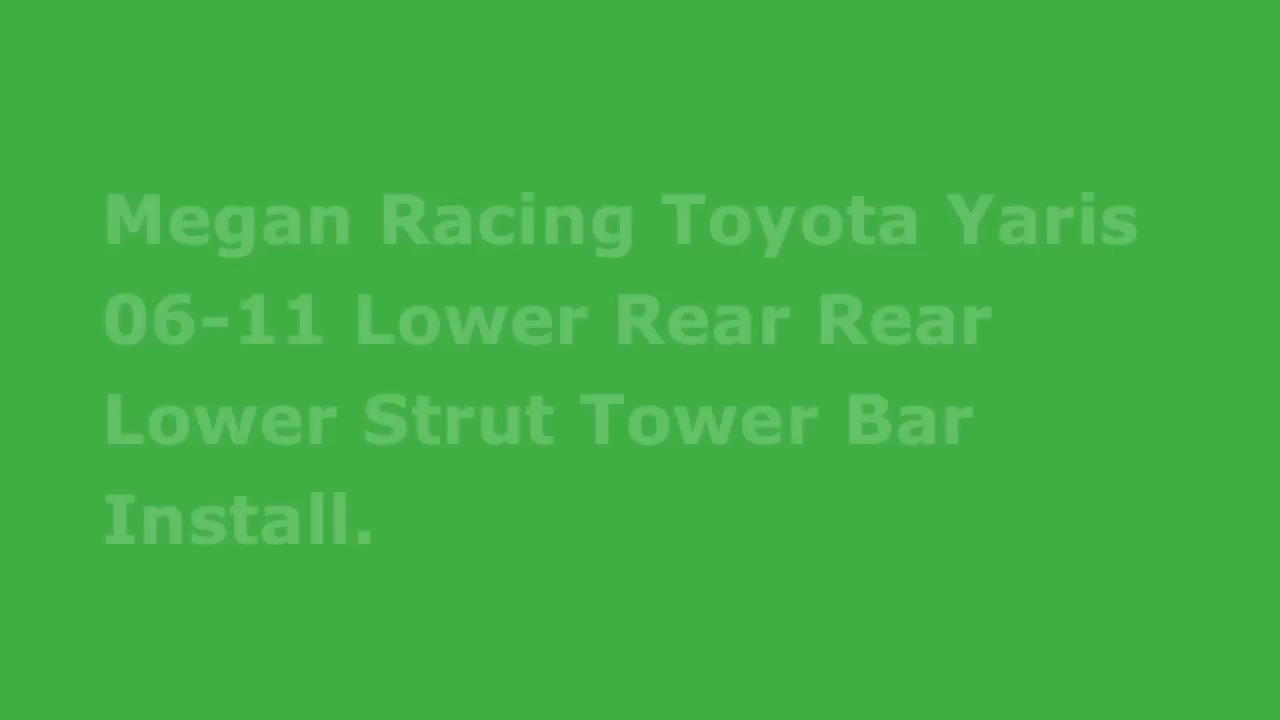 Megan Racing Toyota Yaris
06-11 Lower Rear Rear
Lower Strut Tower Bar
Install.